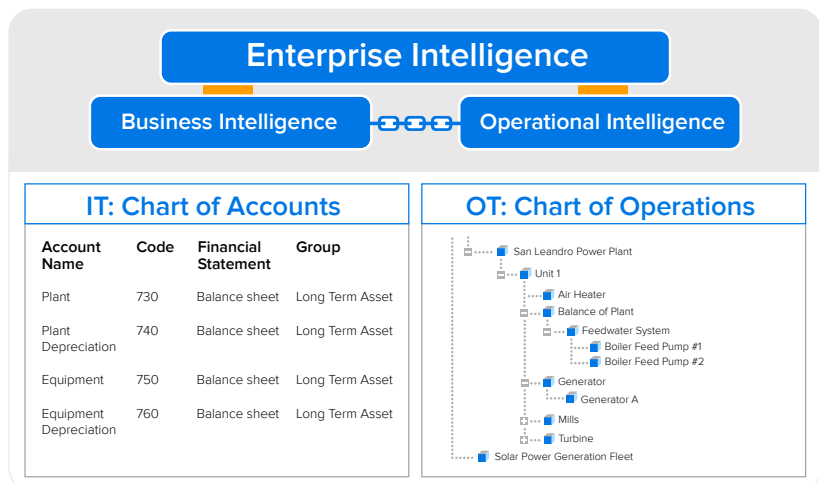 Enterprise Intelligence
Business Intelligence
Operational Intelligence
IT: Chart of Accounts
Account Name Code Financial Statement Group
Plant 730 Balance sheet Long Term Asset
Plant Depreciation 740 Balance sheet Long Term Asset
Equipment 750 Balance sheet Long Term Asset
Equipment Depreciation 760 Balance sheet Long Term Asset
OT: Chart of Operations
San Leandro Power Plant
Unit 1
Air Heater
Balance of Plant
Feedwater System
Boiler Feed Pump #1
Boiler Feed Pump #2
Generator
Generator A
Mills
Turbine
Solar Power Generation Fleet